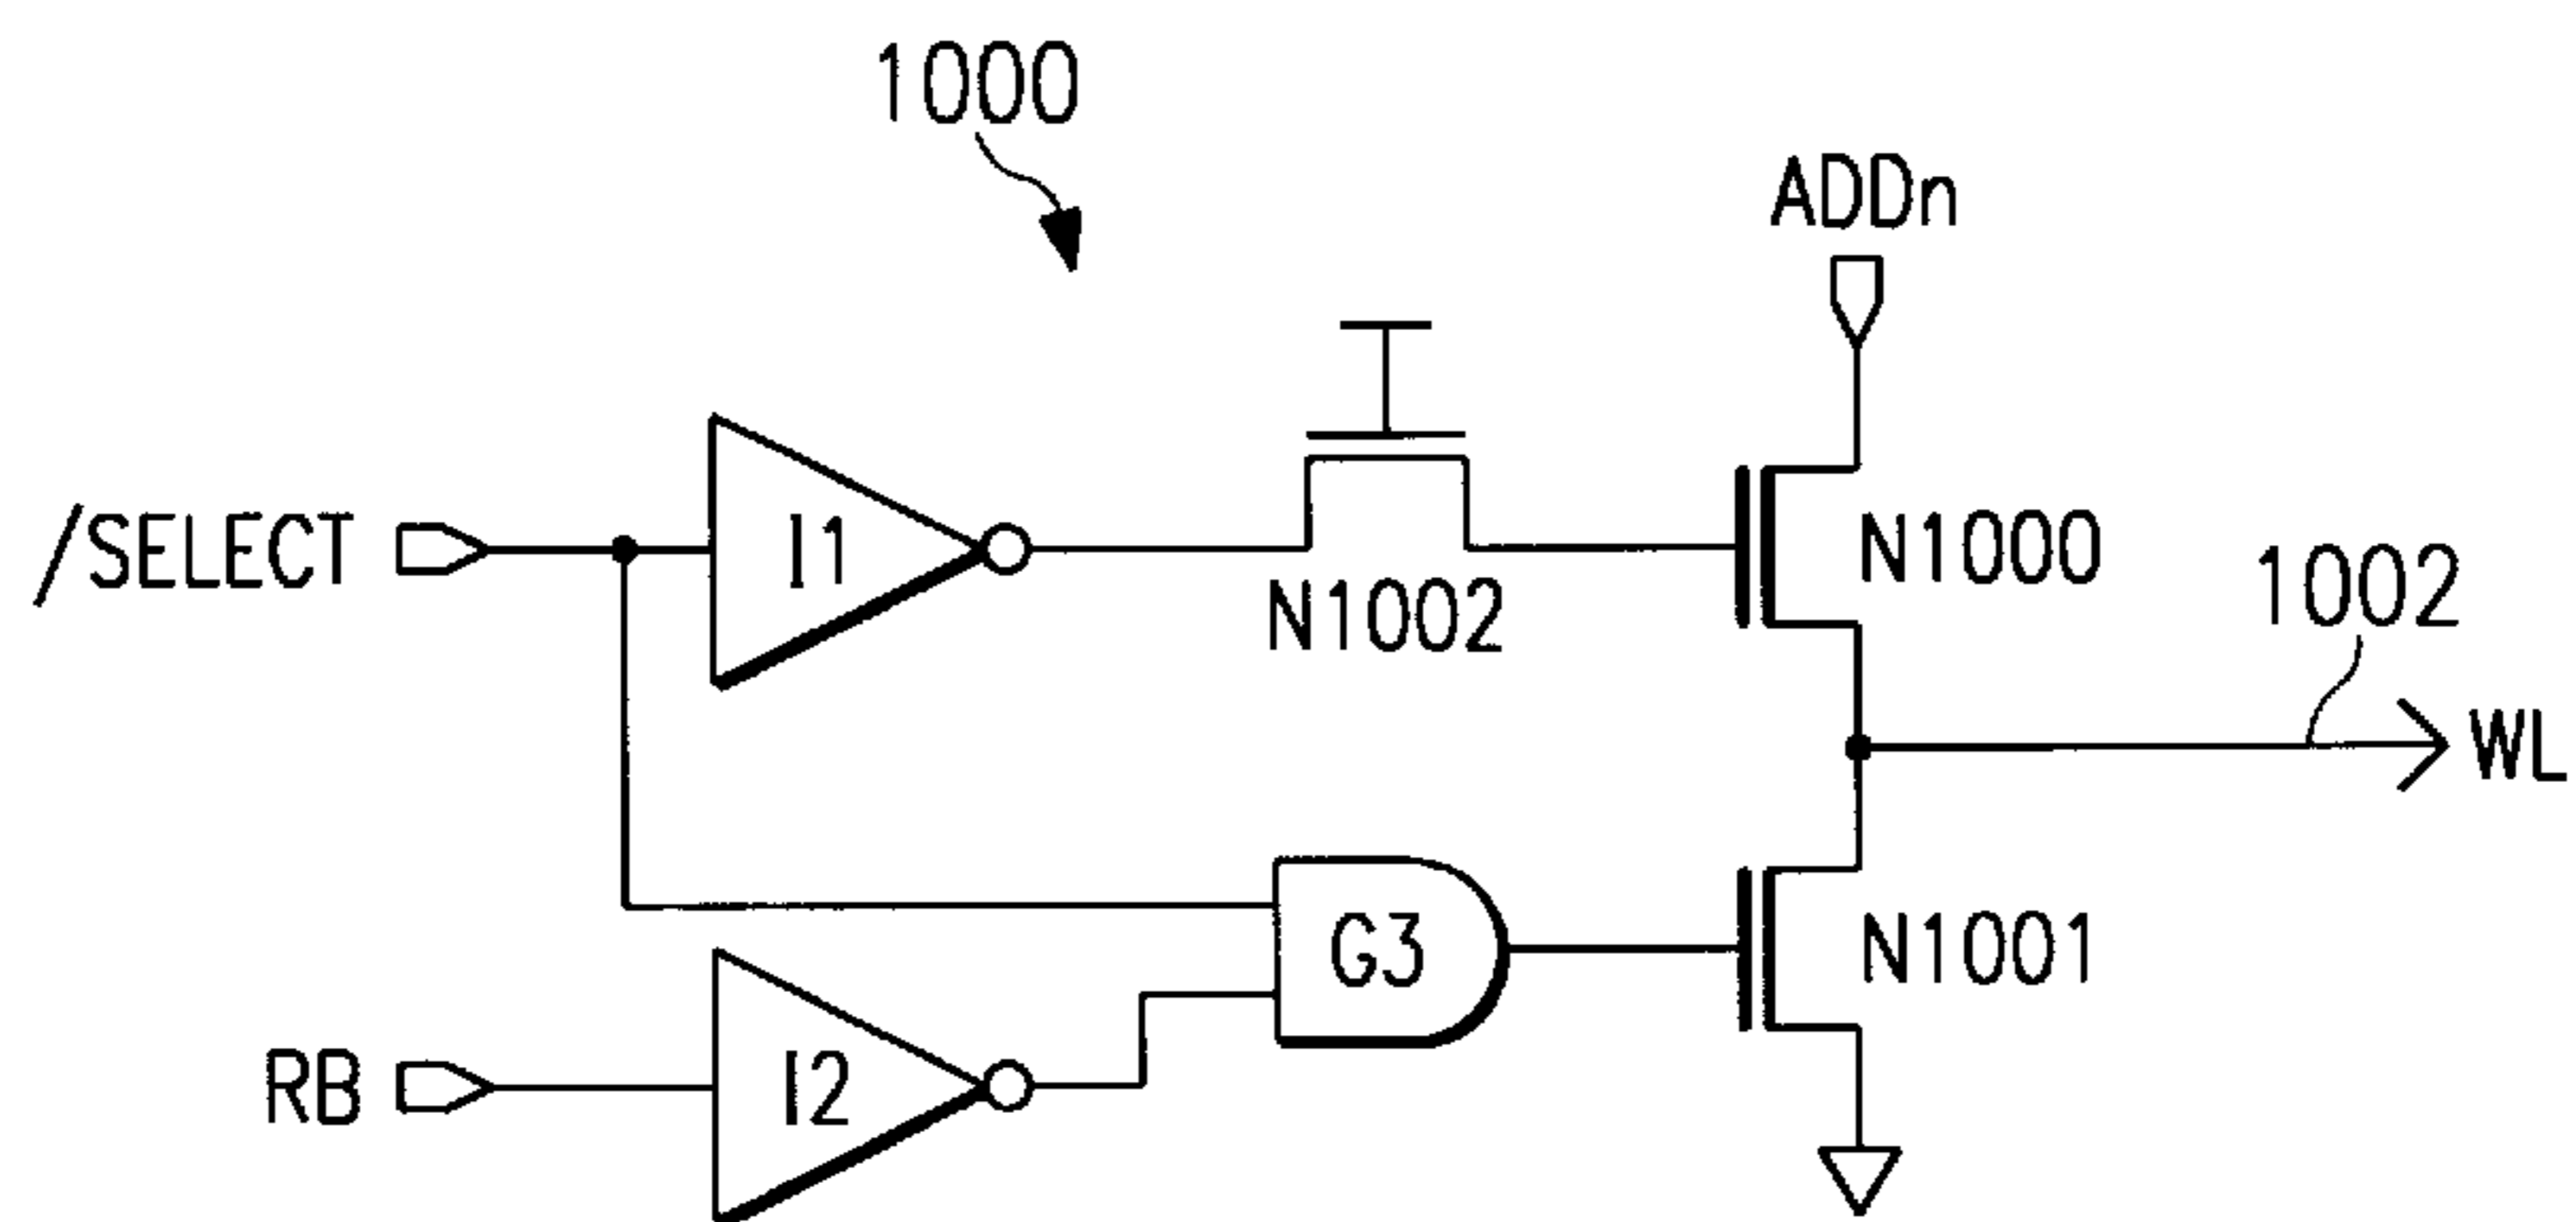 1000
ADDn
/SELECT
I1
N1002
N1000
1002
WL
G3
N1001
RB
I2